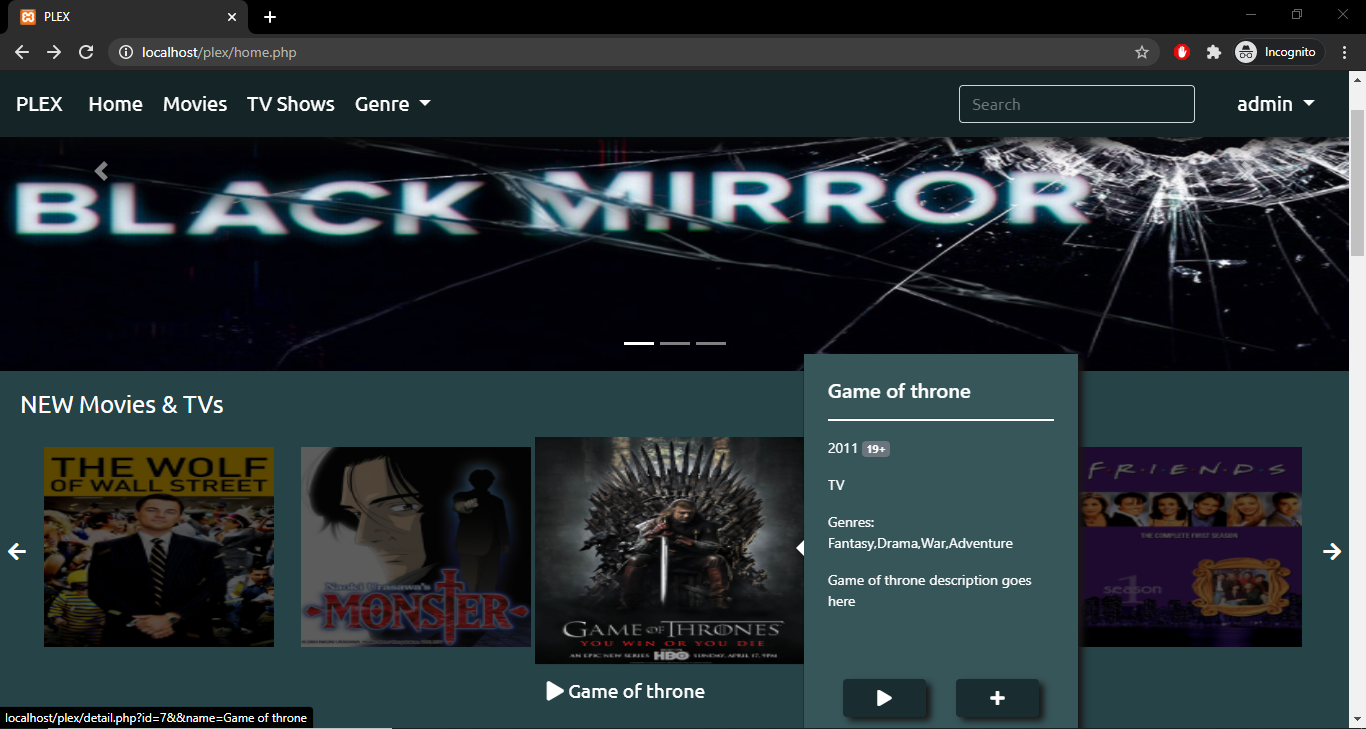 PLEX
localhost/plex/home.php
Incognito
PLEX Home Movies TV Shows Genre
Search
admin
BLACK MIRROR
NEW Movies & TVs
THE WOLF
OF WALL STREET
Naoki Urasawa's
MONSTER
GAME OF THRONES
YOU WIN OR YOU DIE
AN EPIC NEW SERIES HBO SUNDAY, APRIL 17, 9PM
Game of throne
Game of throne
2011 19+
TV
Genres:
Fantasy,Drama,War,Adventure
Game of throne description goes
here
F·R·I·E·N·D·S
THE COMPLETE FIRST SEASON
season 1
localhost/plex/detail.php?id=7&&name=Game of throne